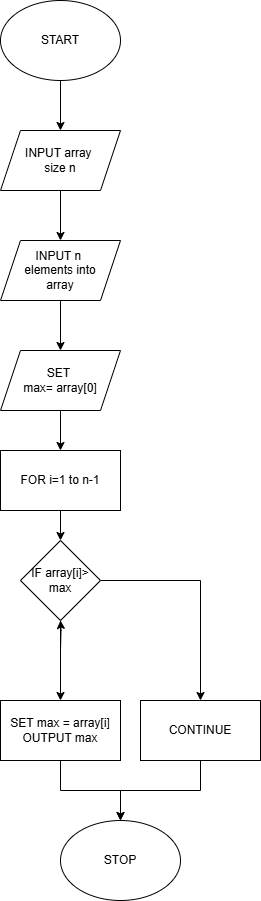 START
INPUT array
size n
INPUT n
elements into
array
SET
max= array[0]
FOR i=1 to n-1
IF array[i]>
max
SET max = array[i]
OUTPUT max
CONTINUE
STOP